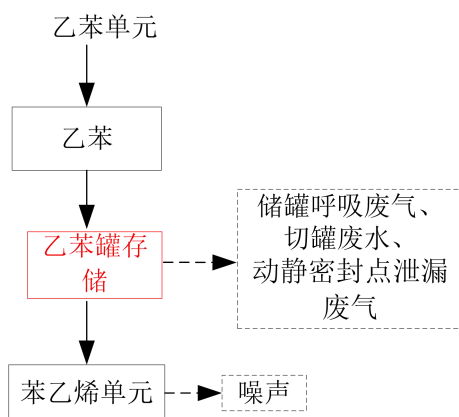 乙苯单元
乙苯
乙苯罐存
储
储罐呼吸废气、
切罐废水、
动静密封点泄漏
废气
苯乙烯单元
噪声